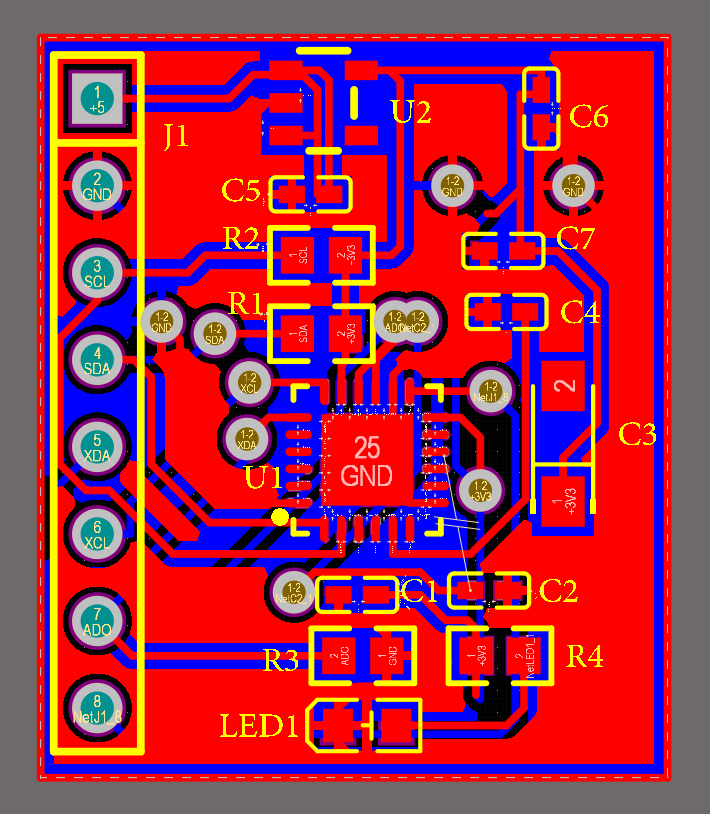 1
+5
J1
U2
C6
2
GND
C5
1-2
GND
1-2
GND
R2
1
SCL
2
+3V3
C7
3
SCL
R1
1-2
GND
1-2
SDA
1
SDA
2
+3V3
1-2
ADO
1-2
NetC2_1
C4
4
SDA
1-2
XCL
1-2
NetJ1_8
2
C3
5
XDA
1-2
XDA
25
GND
U1
1-2
+3V3
1
+3V3
6
XCL
1-2
NetC2_1
C1
C2
7
ADO
R3
2
ADO
1
GND
1
+3V3
2
NetLED1_1
R4
8
NetJ1_8
LED1